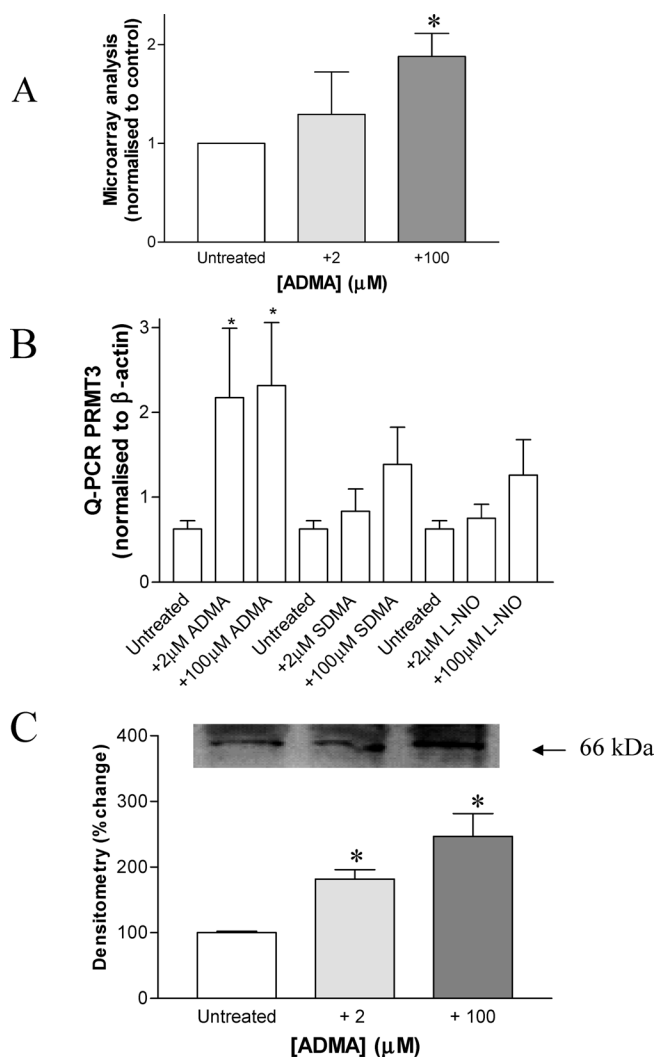 A
Microarray analysis
(normalised to control)
2
1
0
*
Untreated
+2
+100
[ADMA] (μM)
B
Q-PCR PRMT3
(normalised to β-actin)
3
2
1
0
*
*
Untreated
+2μM ADMA
+100μM ADMA
Untreated
+2μM SDMA
+100μM SDMA
Untreated
+2μM L-NIO
+100μM L-NIO
C
Densitometry (%change)
400
300
200
100
0
66 kDa
*
*
Untreated
+ 2
+ 100
[ADMA] (μM)